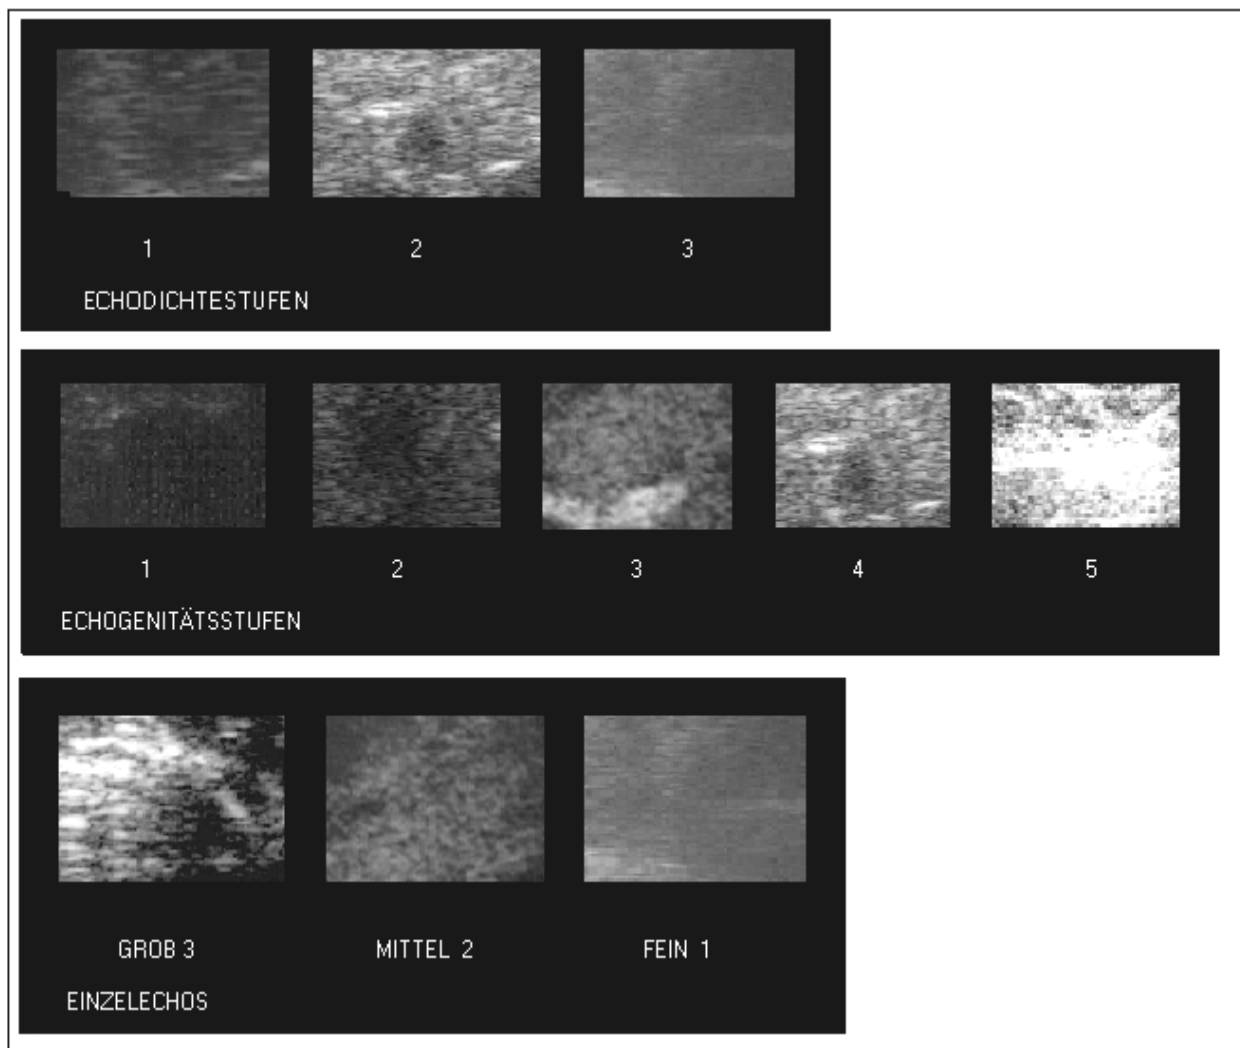 1 2 3
ECHODICHTESTUFEN
1 2 3 4 5
ECHOGENITÄTSSTUFEN
GROB 3 MITTEL 2 FEIN 1
EINZELECHOS